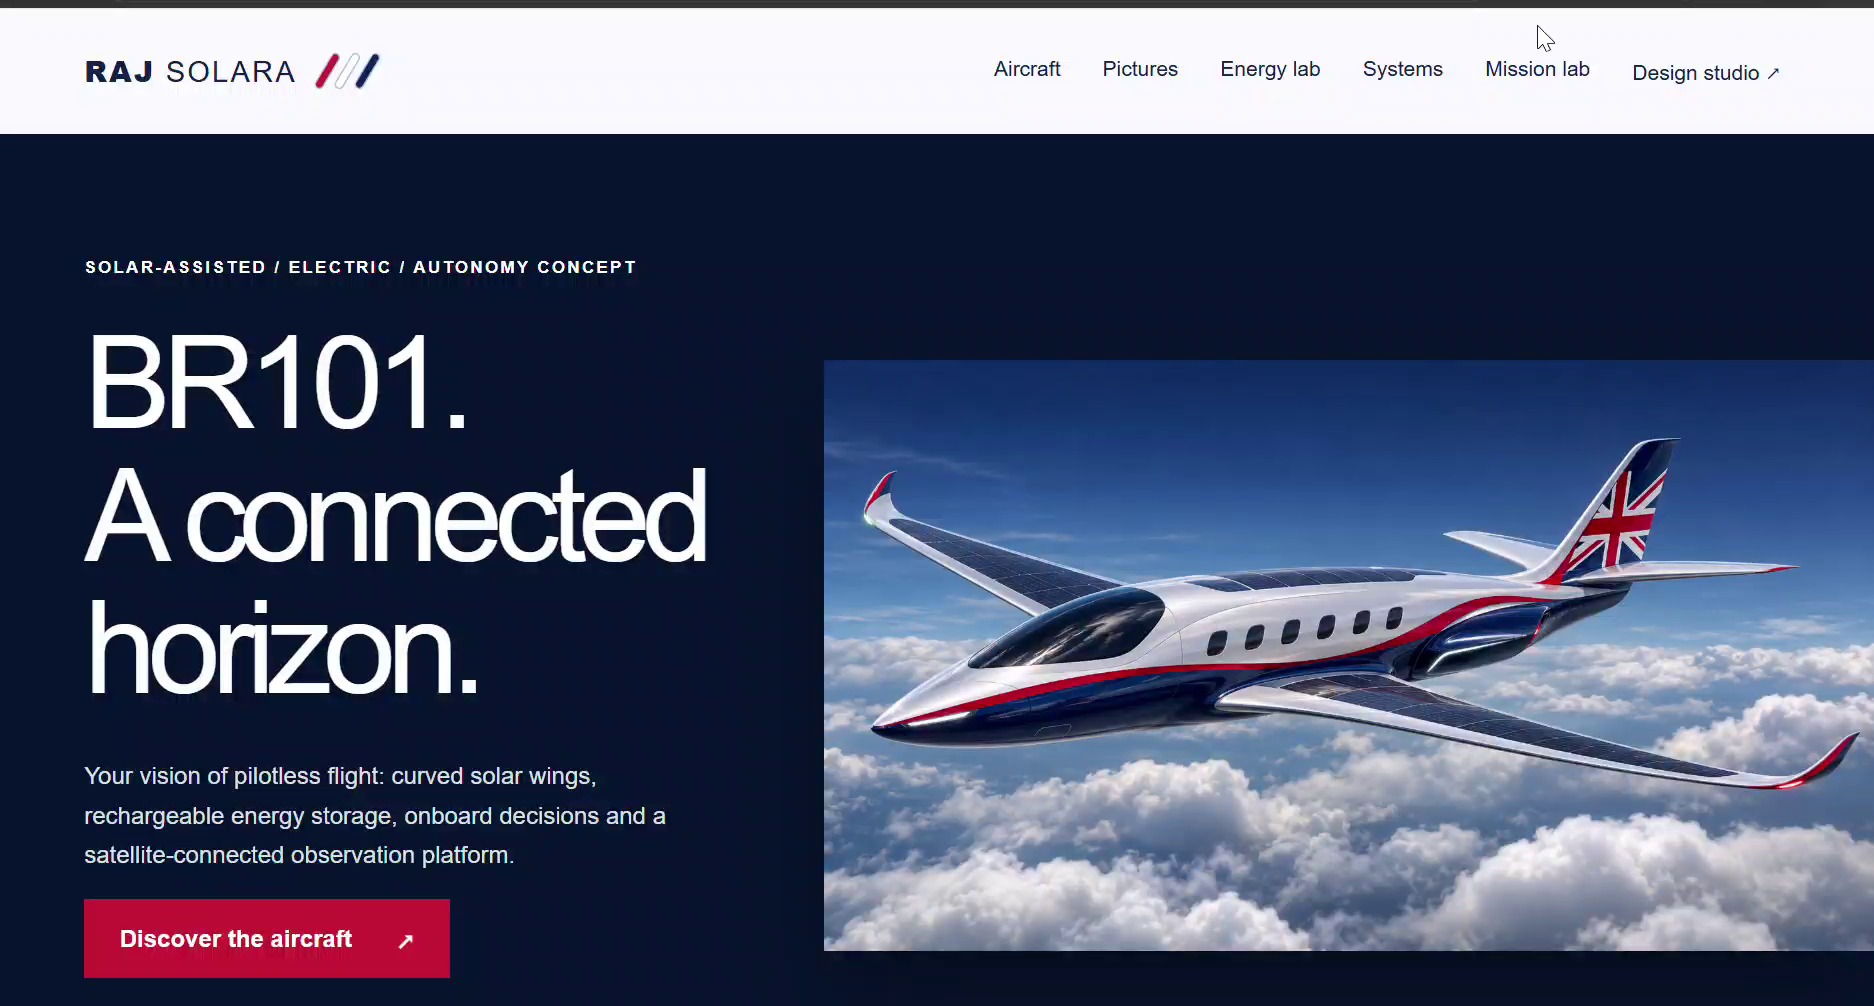 RAJ SOLARA
Aircraft
Pictures
Energy lab
Systems
Mission lab
Design studio ↗
SOLAR-ASSISTED / ELECTRIC / AUTONOMY CONCEPT
BR101.
A connected
horizon.
Your vision of pilotless flight: curved solar wings,
rechargeable energy storage, onboard decisions and a
satellite-connected observation platform.
Discover the aircraft ↗